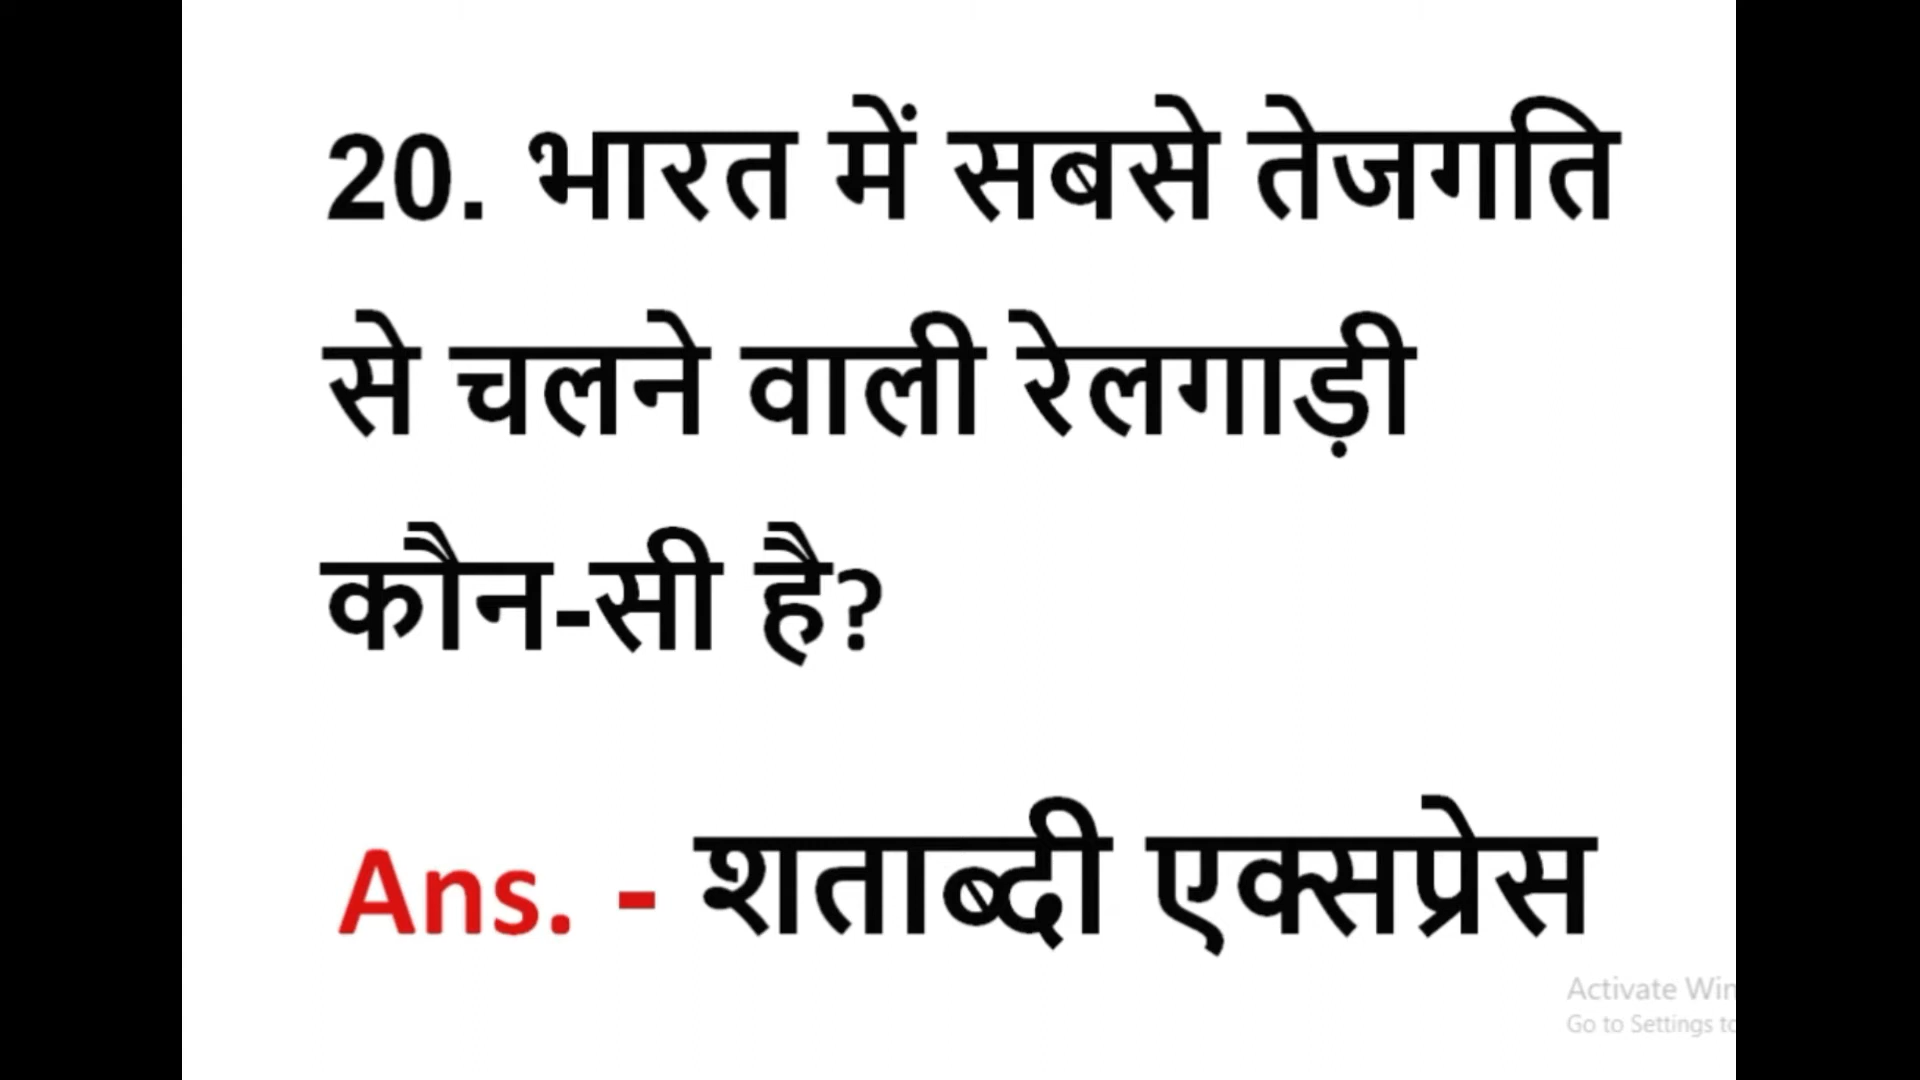 20. भारत में सबसे तेजगति
से चलने वाली रेलगाड़ी
कौन-सी है?
Ans. - शताब्दी एक्सप्रेस
Activate Win
Go to Settings to